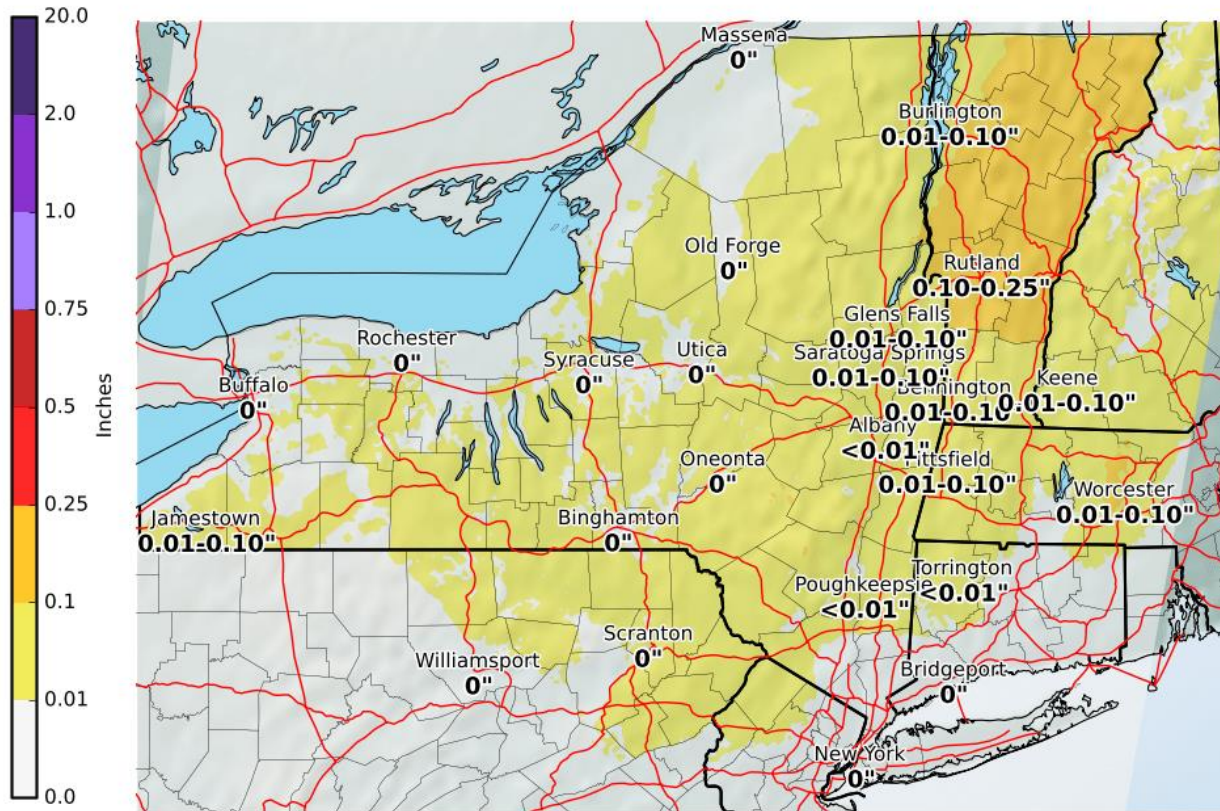 20.0
2.0
1.0
0.75
0.5
0.25
0.1
0.01
0.0
Inches
Massena
0"
Burlington
0.01-0.10"
Old Forge
0"
Rutland
0.10-0.25"
Glens Falls
0.01-0.10"
Rochester
0"
Syracuse
0"
Utica
0"
Saratoga Springs
0.01-0.10"
Buffalo
0"
Bennington
0.01-0.10"
Keene
0.01-0.10"
Albany
<0.01"
Oneonta
0"
Pittsfield
0.01-0.10"
Worcester
0.01-0.10"
Jamestown
0.01-0.10"
Binghamton
0"
Poughkeepsie
<0.01"
Torrington
<0.01"
Scranton
0"
Williamsport
0"
Bridgeport
0"
New York
0"